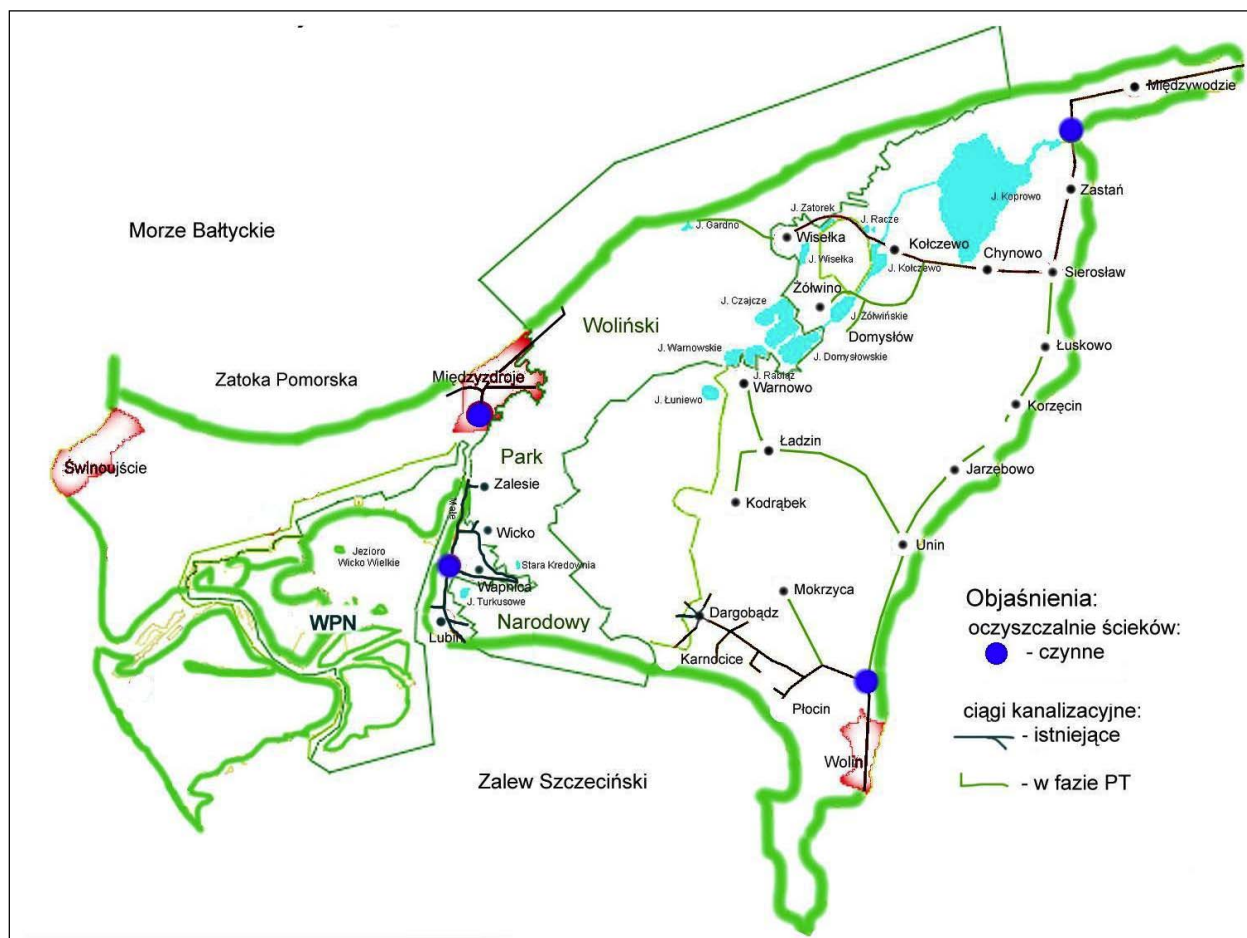 Międzywodzie
Zastań
J. Koprowo
J. Zatorek
J. Racze
J. Gardno
Morze Bałtyckie
Wisełka
Kołczewo
Chynowo
J. Wisełka
J. Kołczewo
Sierosław
Żółwino
J. Czajcze
J. Żółwińskie
Woliński
Domysłów
Łuskowo
J. Warnowskie
J. Domysłowskie
Zatoka Pomorska
Międzyzdroje
J. Rabiąż
Warnowo
J. Łuniewo
Korzęcin
Świnoujście
Park
Ładzin
Jarzębowo
Zalesie
Małe
Kodrąbek
Wicko
Unin
Jezioro
Wicko Wielkie
Stara Kredownia
Wapnica
J. Turkusowe
Mokrzyca
WPN
Narodowy
Lubin
Dargobądz
Karnocice
Płocin
Wolin
Zalew Szczeciński
Objaśnienia:
oczyszczalnie ścieków:
- czynne
ciągi kanalizacyjne:
- istniejące
- w fazie PT